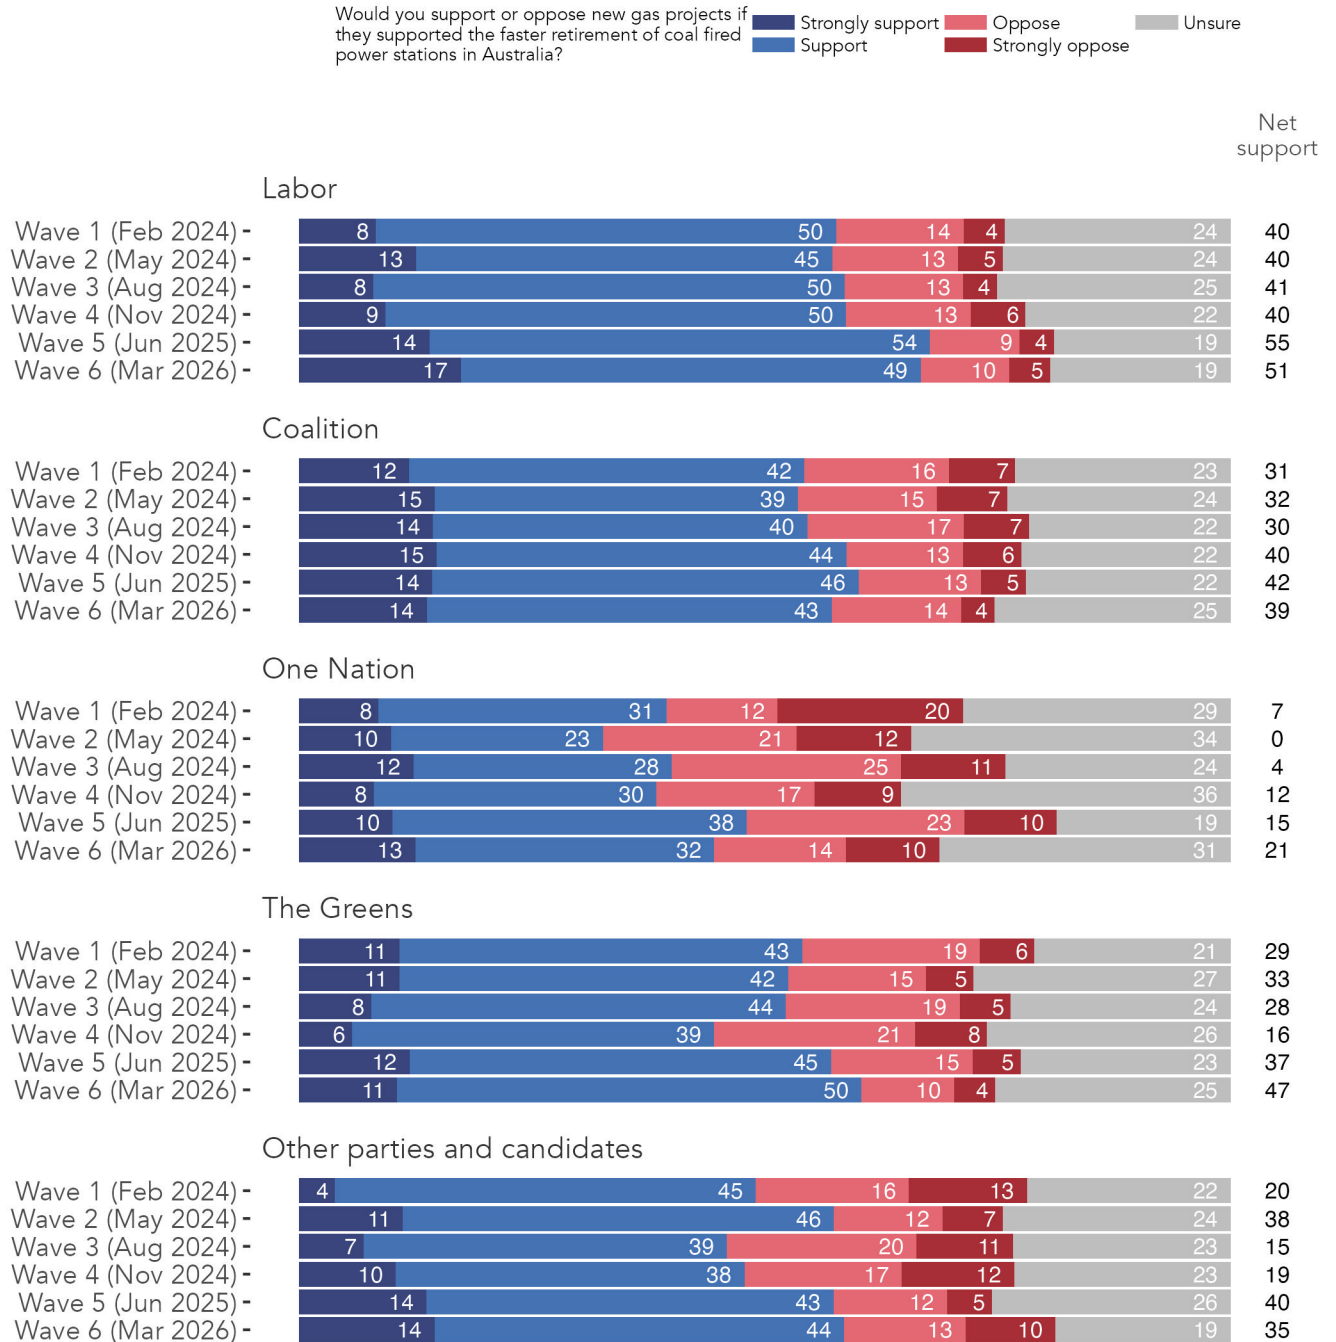 Would you support or oppose new gas projects if
they supported the faster retirement of coal fired
power stations in Australia?
Strongly support
Oppose
Unsure
Support
Strongly oppose
Net
support
Labor
Wave 1 (Feb 2024) 8 50 14 4 24 40
Wave 2 (May 2024) 13 45 13 5 24 40
Wave 3 (Aug 2024) 8 50 13 4 25 41
Wave 4 (Nov 2024) 9 50 13 6 22 40
Wave 5 (Jun 2025) 14 54 9 4 19 55
Wave 6 (Mar 2026) 17 49 10 5 19 51
Coalition
Wave 1 (Feb 2024) 12 42 16 7 23 31
Wave 2 (May 2024) 15 39 15 7 24 32
Wave 3 (Aug 2024) 14 40 17 7 22 30
Wave 4 (Nov 2024) 15 44 13 6 22 40
Wave 5 (Jun 2025) 14 46 13 5 22 42
Wave 6 (Mar 2026) 14 43 14 4 25 39
One Nation
Wave 1 (Feb 2024) 8 31 12 20 29 7
Wave 2 (May 2024) 10 23 21 12 34 0
Wave 3 (Aug 2024) 12 28 25 11 24 4
Wave 4 (Nov 2024) 8 30 17 9 36 12
Wave 5 (Jun 2025) 10 38 23 10 19 15
Wave 6 (Mar 2026) 13 32 14 10 31 21
The Greens
Wave 1 (Feb 2024) 11 43 19 6 21 29
Wave 2 (May 2024) 11 42 15 5 27 33
Wave 3 (Aug 2024) 8 44 19 5 24 28
Wave 4 (Nov 2024) 6 39 21 8 26 16
Wave 5 (Jun 2025) 12 45 15 5 23 37
Wave 6 (Mar 2026) 11 50 10 4 25 47
Other parties and candidates
Wave 1 (Feb 2024) 4 45 16 13 22 20
Wave 2 (May 2024) 11 46 12 7 24 38
Wave 3 (Aug 2024) 7 39 20 11 23 15
Wave 4 (Nov 2024) 10 38 17 12 23 19
Wave 5 (Jun 2025) 14 43 12 5 26 40
Wave 6 (Mar 2026) 14 44 13 10 19 35